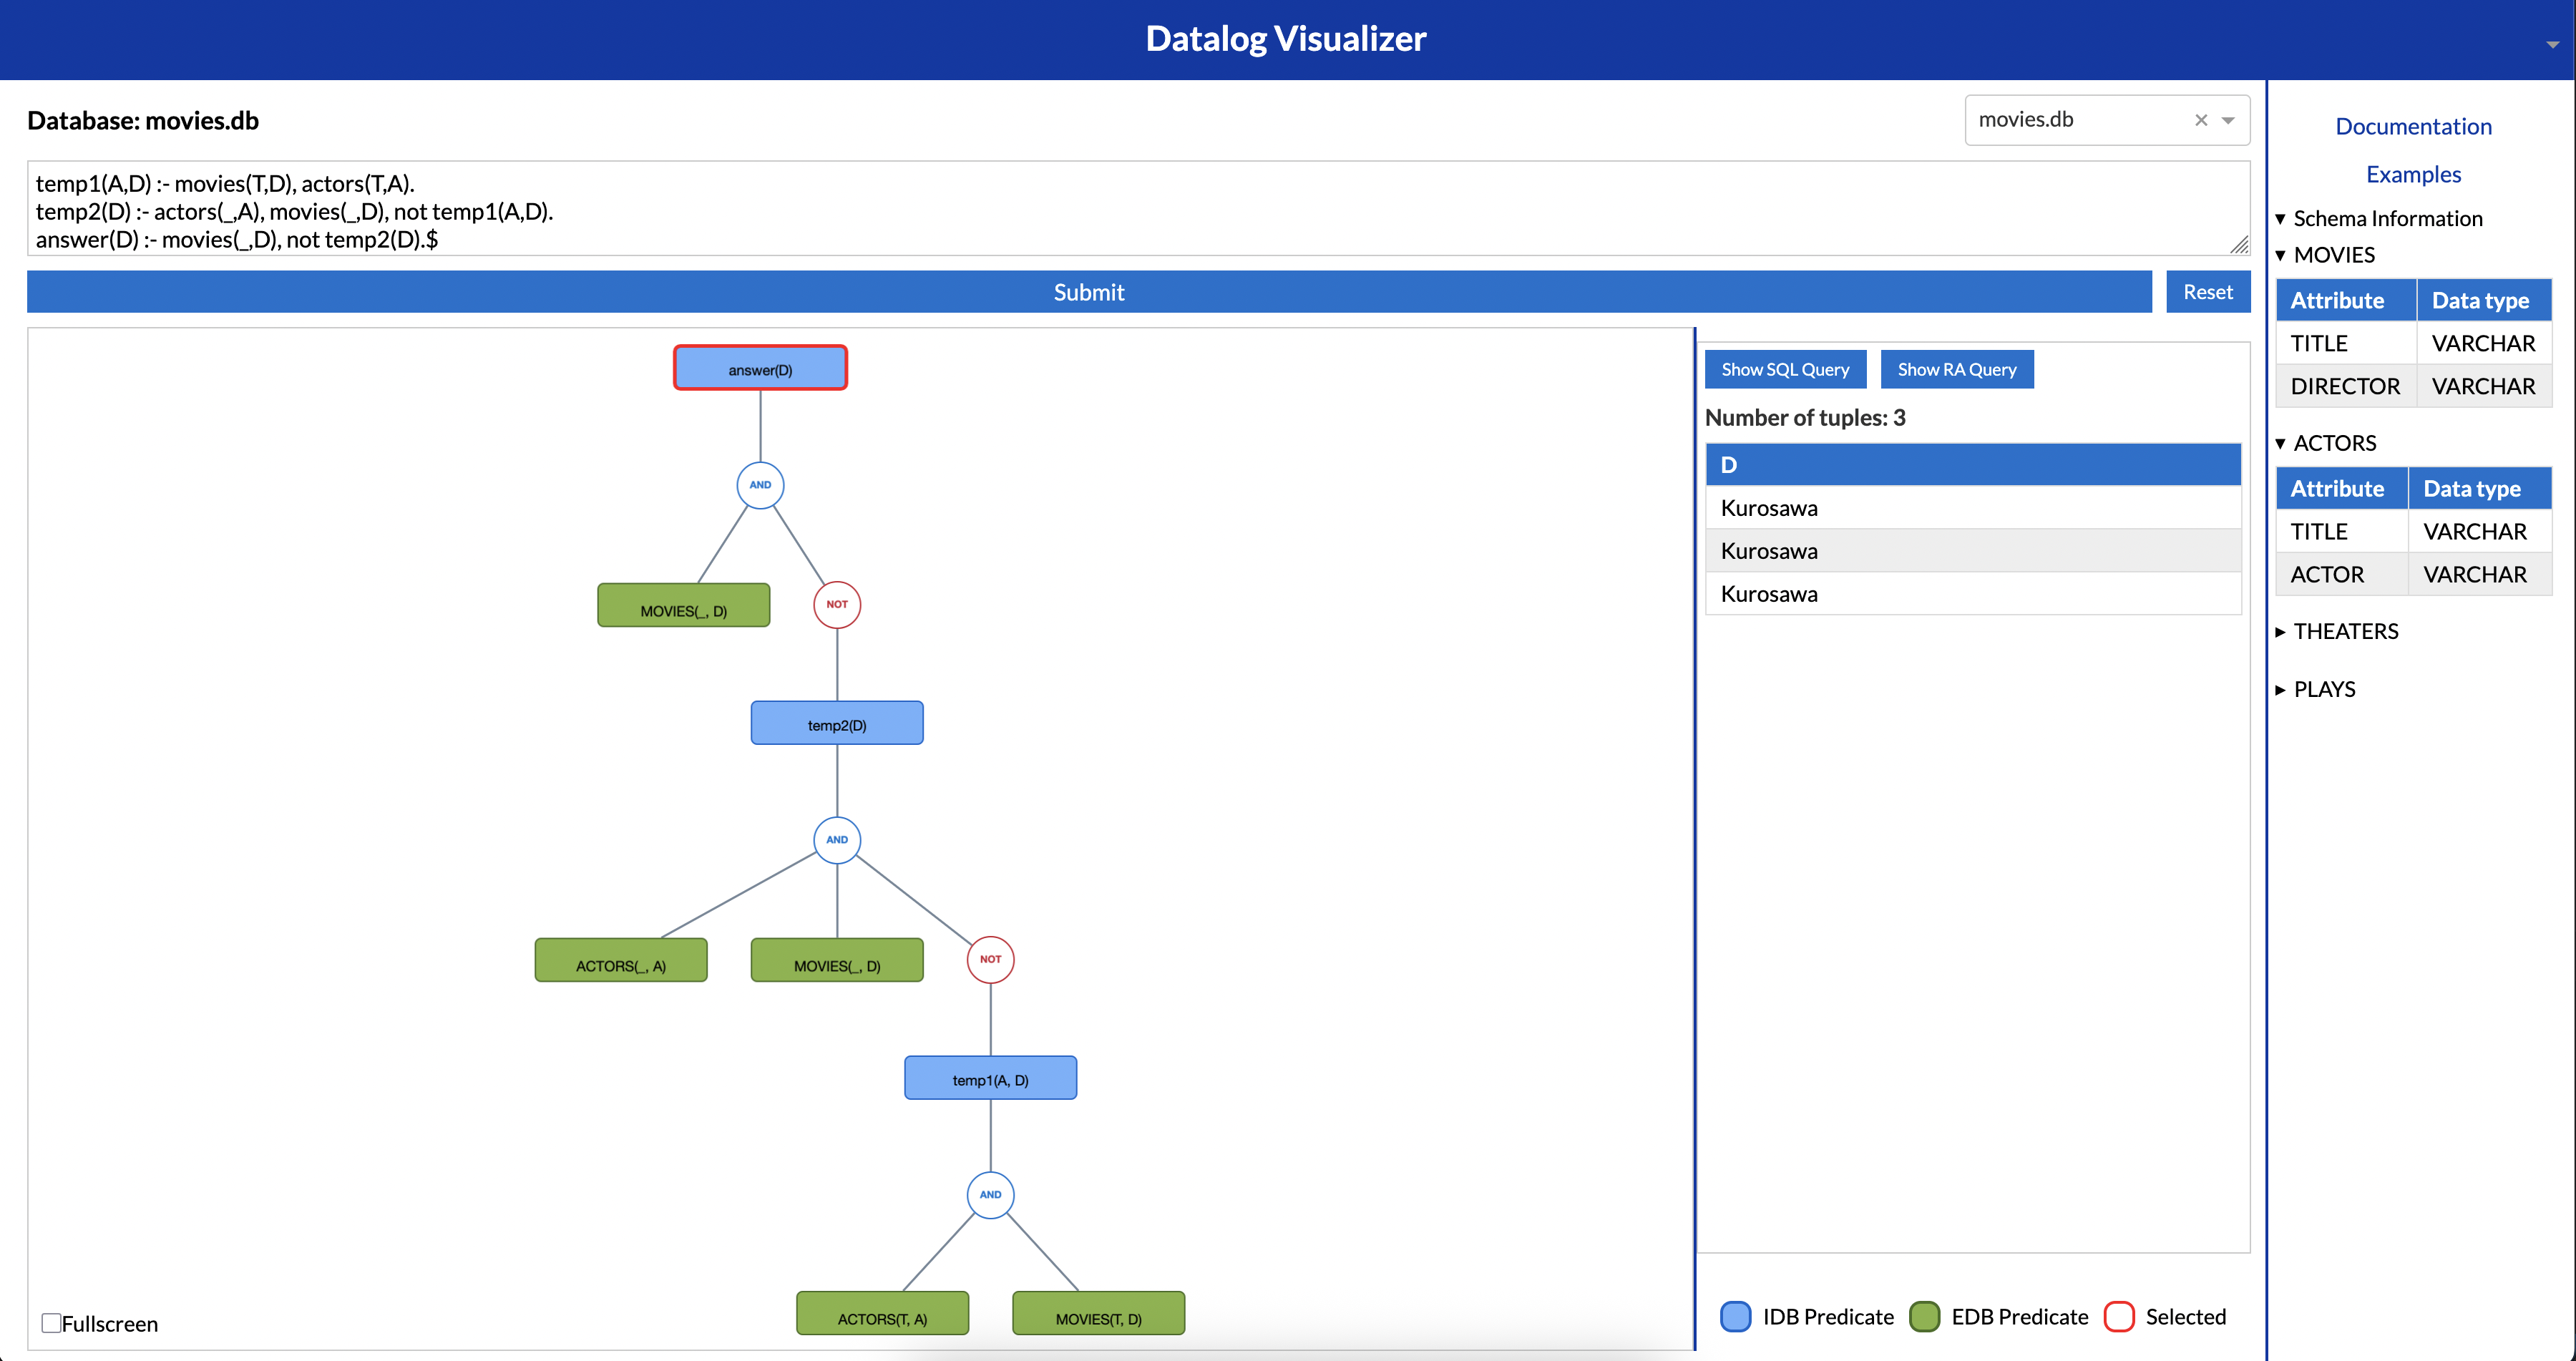 Datalog Visualizer
Database: movies.db
movies.db
temp1(A,D) :- movies(T,D), actors(T,A).
temp2(D) :- actors(_,A), movies(_,D), not temp1(A,D).
answer(D) :- movies(_,D), not temp2(D).$
Submit
Reset
answer(D)
AND
MOVIES(_, D)
NOT
temp2(D)
AND
ACTORS(_, A)
MOVIES(_, D)
NOT
temp1(A, D)
AND
ACTORS(T, A)
MOVIES(T, D)
Fullscreen
Show SQL Query
Show RA Query
Number of tuples: 3
D
Kurosawa
Kurosawa
Kurosawa
IDB Predicate
EDB Predicate
Selected
Documentation
Examples
Schema Information
MOVIES
Attribute Data type
TITLE VARCHAR
DIRECTOR VARCHAR
ACTORS
Attribute Data type
TITLE VARCHAR
ACTOR VARCHAR
THEATERS
PLAYS